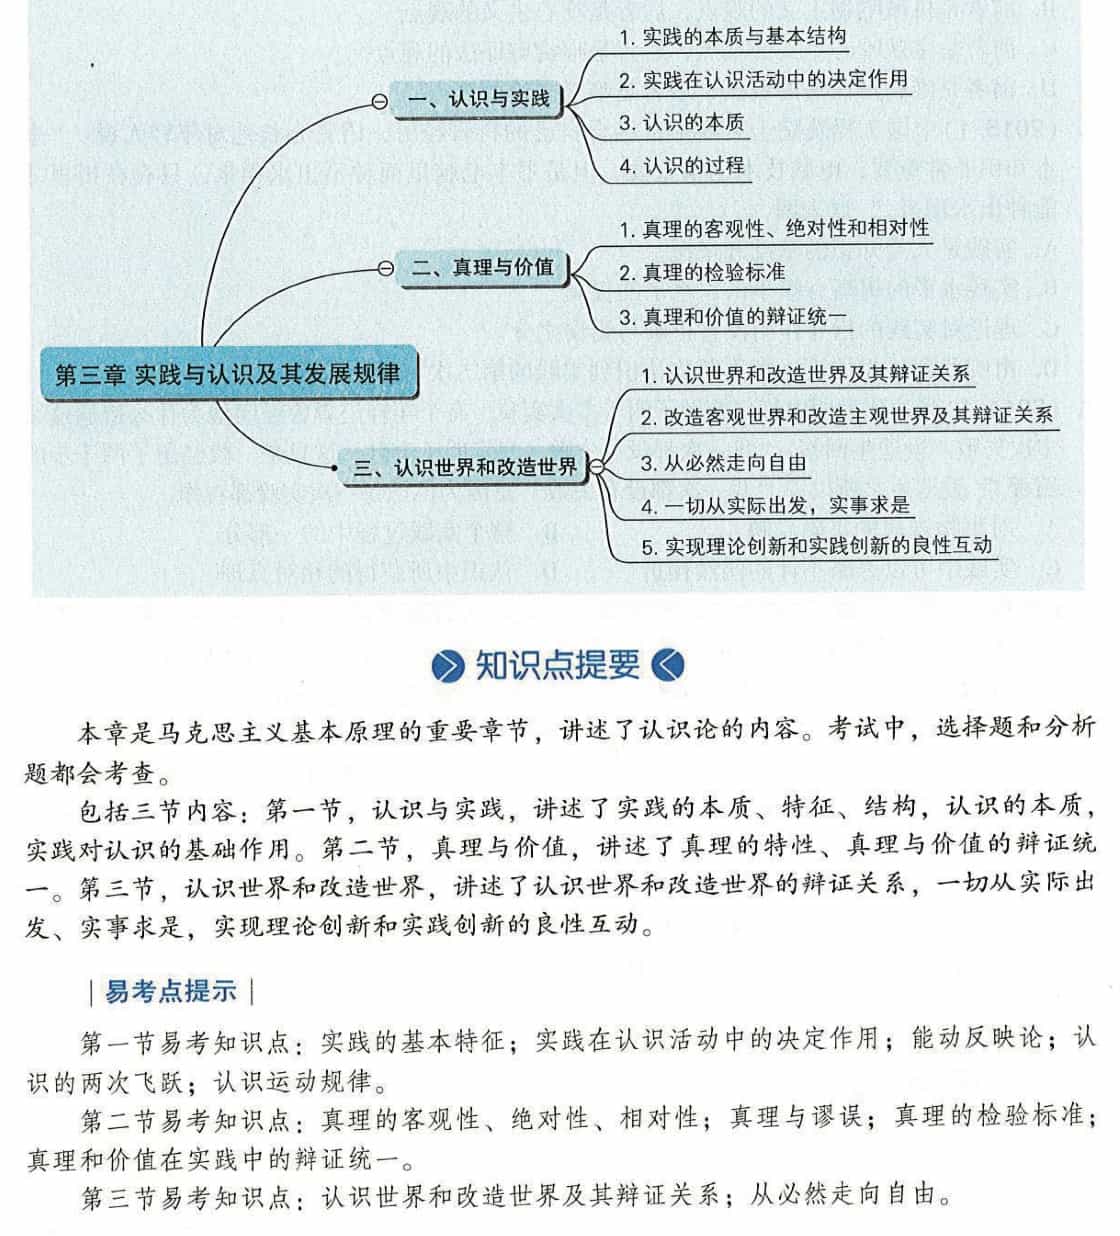 1. 实践的本质与基本结构
一、认识与实践
2. 实践在认识活动中的决定作用
3. 认识的本质
4. 认识的过程
1. 真理的客观性、绝对性和相对性
二、真理与价值
2. 真理的检验标准
3. 真理和价值的辩证统一
第三章 实践与认识及其发展规律
1. 认识世界和改造世界及其辩证关系
2. 改造客观世界和改造主观世界及其辩证关系
三、认识世界和改造世界
3. 从必然走向自由
4. 一切从实际出发，实事求是
5. 实现理论创新和实践创新的良性互动
知识点提要
本章是马克思主义基本原理的重要章节，讲述了认识论的内容。考试中，选择题和分析
题都会考查。
包括三节内容：第一节，认识与实践，讲述了实践的本质、特征、结构，认识的本质，
实践对认识的基础作用。第二节，真理与价值，讲述了真理的特性、真理与价值的辩证统
一。第三节，认识世界和改造世界，讲述了认识世界和改造世界的辩证关系，一切从实际出
发、实事求是，实现理论创新和实践创新的良性互动。
|易考点提示|
第一节易考知识点：实践的基本特征；实践在认识活动中的决定作用；能动反映论；认
识的两次飞跃；认识运动规律。
第二节易考知识点：真理的客观性、绝对性、相对性；真理与谬误；真理的检验标准；
真理和价值在实践中的辩证统一。
第三节易考知识点：认识世界和改造世界及其辩证关系；从必然走向自由。